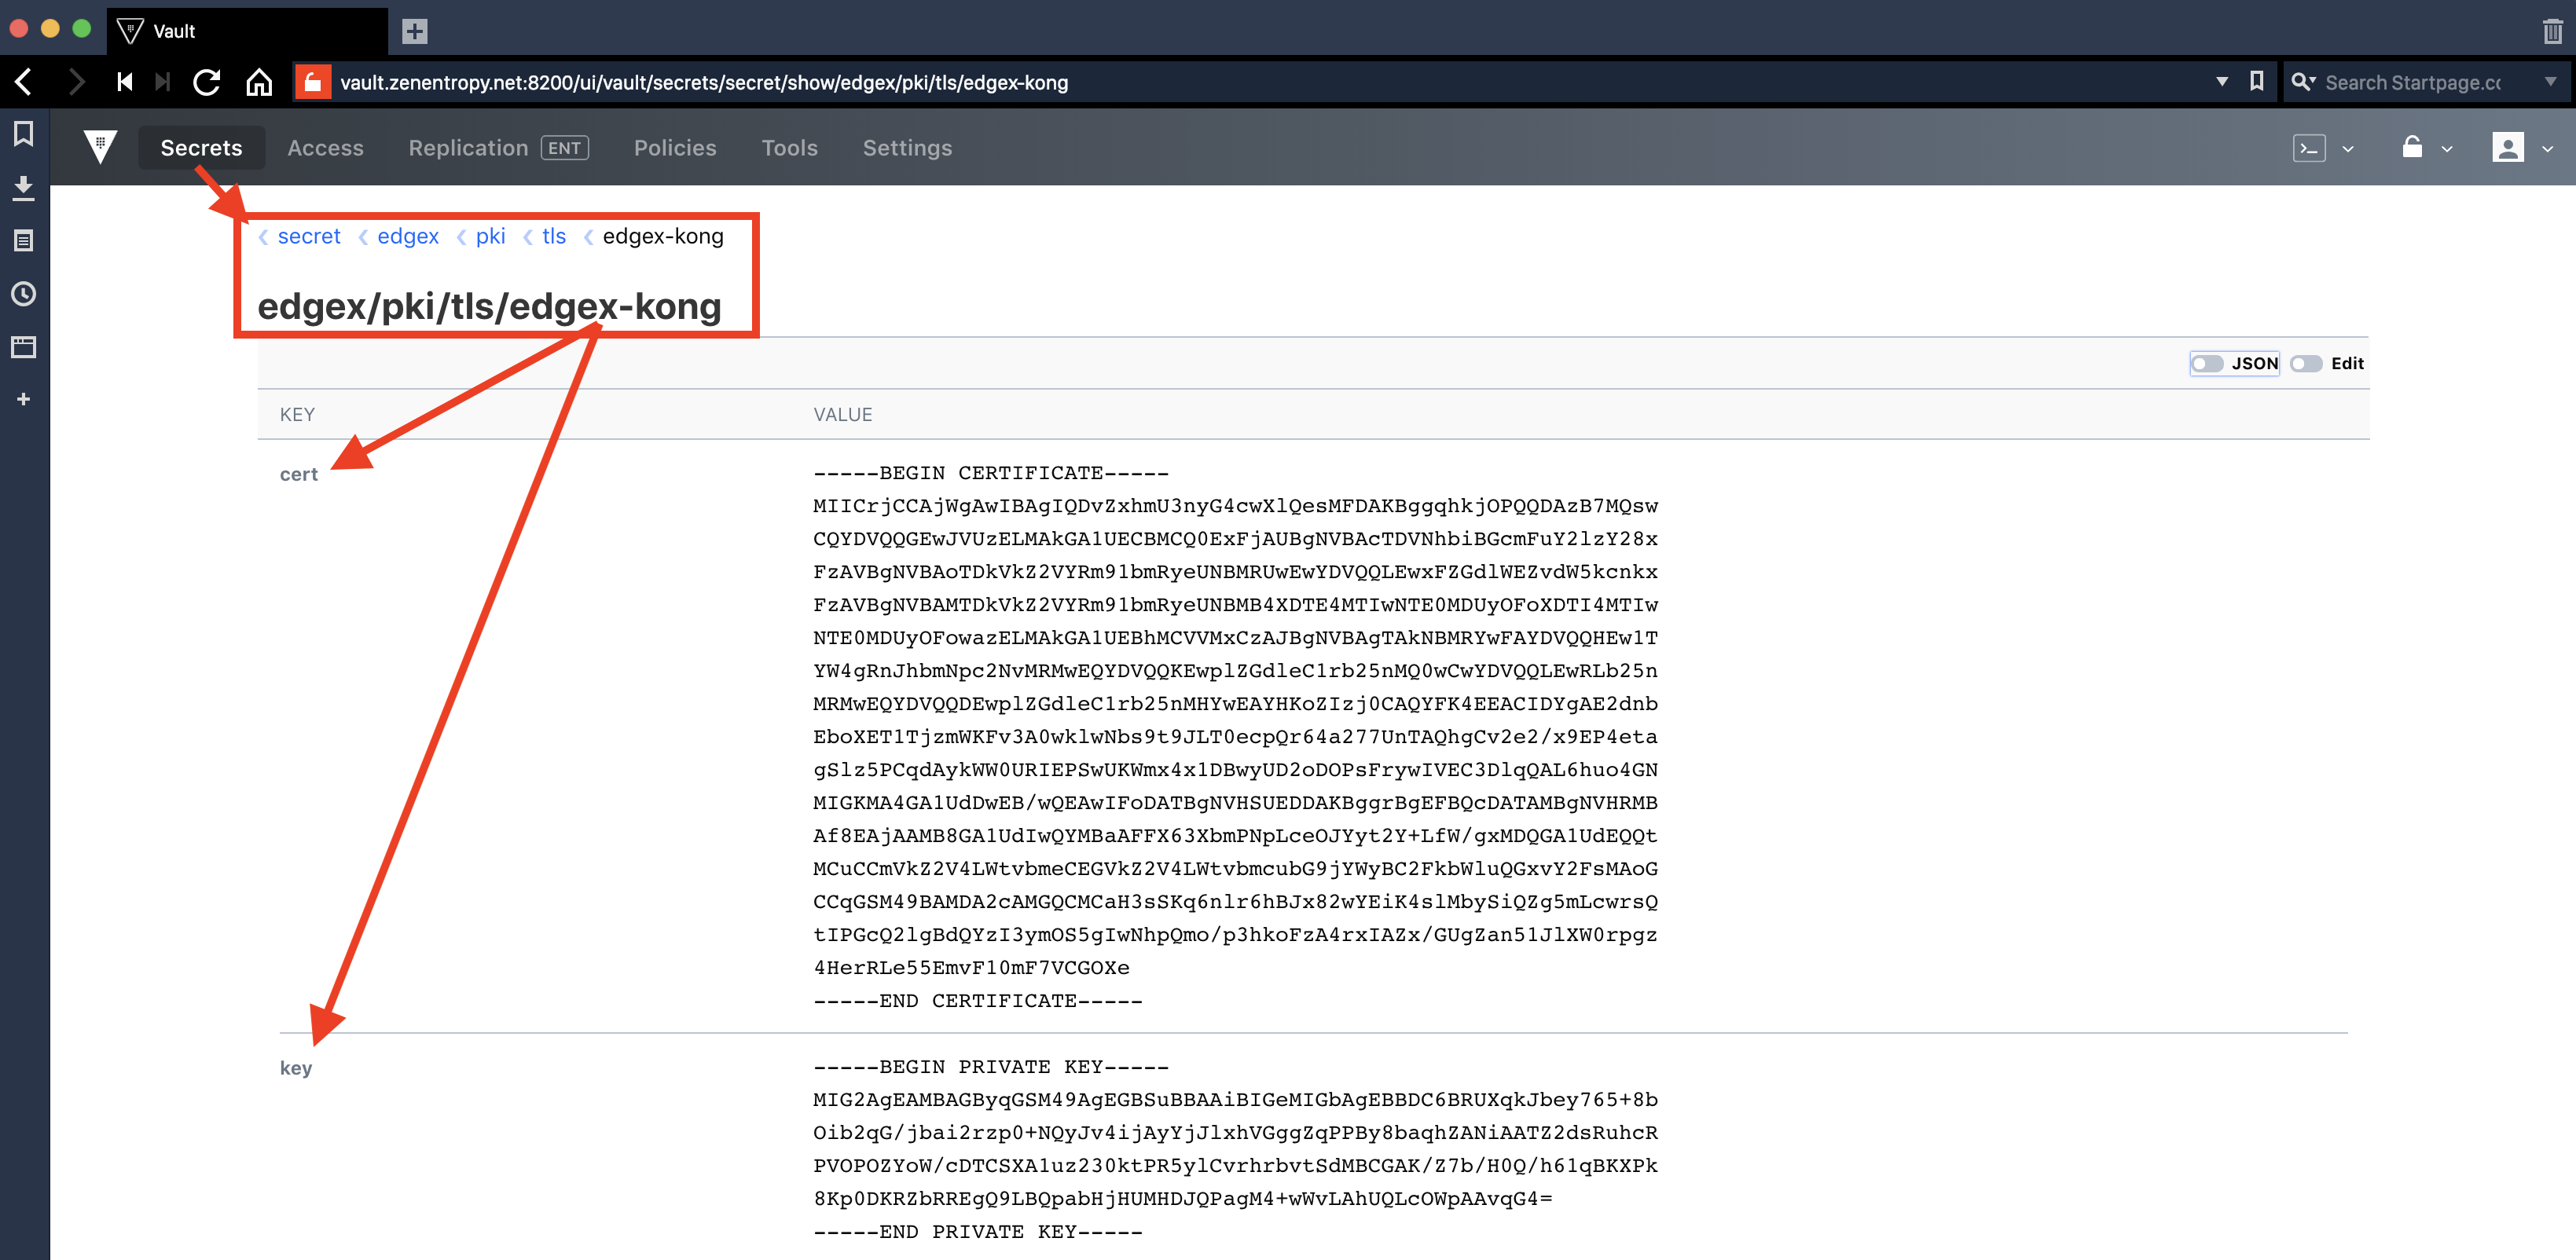 Vault
vault.zenentropy.net:8200/ui/vault/secrets/secret/show/edgex/pki/tls/edgex-kong
Search Startpage.cc
Secrets Access Replication ENT Policies Tools Settings
secret edgex pki tls edgex-kong
edgex/pki/tls/edgex-kong
JSON Edit
KEY VALUE
cert
-----BEGIN CERTIFICATE-----
MIICrjCCAjWgAwIBAgIQDvZxhmU3nyG4cwXlQesMFDAKBggqhkjOPQQDAzB7MQsw
CQYDVQQGEwJVUzELMAkGA1UECBMCQ0ExFjAUBgNVBAcTDVNhbiBGcmFuY2lzY28x
FzAVBgNVBAoTDkVkZ2VYRm91bmRyeUNBMRUwEwYDVQQLEwxFZGdlWEZvdW5kcnkx
FzAVBgNVBAMTDkVkZ2VYRm91bmRyeUNBMB4XDTE4MTIwNTE0MDUyOFoXDTI4MTIw
NTE0MDUyOFowazELMAkGA1UEBhMCVVMxCzAJBgNVBAgTAkNBMRYwFAYDVQQHEw1T
YW4gRnJhbmNpc2NvMRMwEQYDVQQKEwplZGdleC1rb25nMQ0wCwYDVQQLEwRLb25n
MRMwEQYDVQQDEwplZGdleC1rb25nMHYwEAYHKoZIzj0CAQYFK4EEACIDYgAE2dnb
EboXET1TjzmWKFv3A0wklwNbs9t9JLT0ecpQr64a277UnTAQhgCv2e2/x9EP4eta
gSlz5PCqdAykWW0URIEPSwUKWmx4x1DBwyUD2oDOPsFrywIVEC3DlqQAL6huo4GN
MIGKMA4GA1UdDwEB/wQEAwIFoDATBgNVHSUEDDAKBggrBgEFBQcDATAMBgNVHRMB
Af8EAjAAMB8GA1UdIwQYMBaAFFX63XbmPNpLceOJYyt2Y+LfW/gxMDQGA1UdEQQt
MCuCCmVkZ2V4LWtvbmeCEGVkZ2V4LWtvbmcubG9jYWyBC2FkbWluQGxvY2FsMAoG
CCqGSM49BAMDA2cAMGQCMCaH3sSKq6nlr6hBJx82wYEiK4slMbySiQZg5mLcwrsQ
tIPGcQ2lgBdQYzI3ymOS5gIwNhpQmo/p3hkoFzA4rxIAZx/GUgZan51JlXW0rpgz
4HerRLe55EmvF10mF7VCGOXe
-----END CERTIFICATE-----
key
-----BEGIN PRIVATE KEY-----
MIG2AgEAMBAGByqGSM49AgEGBSuBBAAiBIGeMIGbAgEBBDC6BRUXqkJbey765+8b
Oib2qG/jbai2rzp0+NQyJv4ijAyYjJlxhVGggZqPPBy8baqhZANiAATZ2dsRuhcR
PVOPOZYoW/cDTCSXA1uz230ktPR5ylCvrhrbvtSdMBCGAK/Z7b/H0Q/h61qBKXPk
8Kp0DKRZbRREgQ9LBQpabHjHUMHDJQPagM4+wWvLAhUQLcOWpAAvqG4=
-----END PRIVATE KEY-----